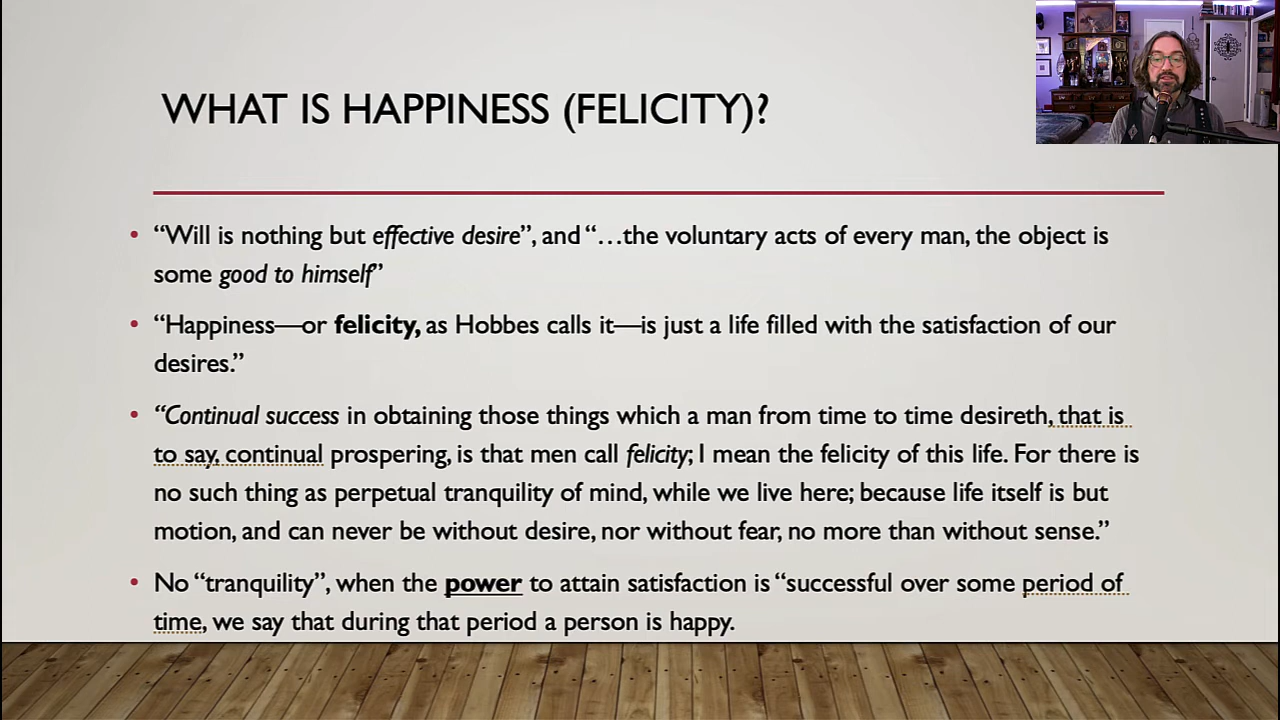 WHAT IS HAPPINESS (FELICITY)?
• “Will is nothing but effective desire”, and “…the voluntary acts of every man, the object is
some good to himself”
• “Happiness—or felicity, as Hobbes calls it—is just a life filled with the satisfaction of our
desires.”
• “Continual success in obtaining those things which a man from time to time desireth, that is
to say, continual prospering, is that men call felicity; I mean the felicity of this life. For there is
no such thing as perpetual tranquility of mind, while we live here; because life itself is but
motion, and can never be without desire, nor without fear, no more than without sense.”
• No “tranquility”, when the power to attain satisfaction is “successful over some period of
time, we say that during that period a person is happy.